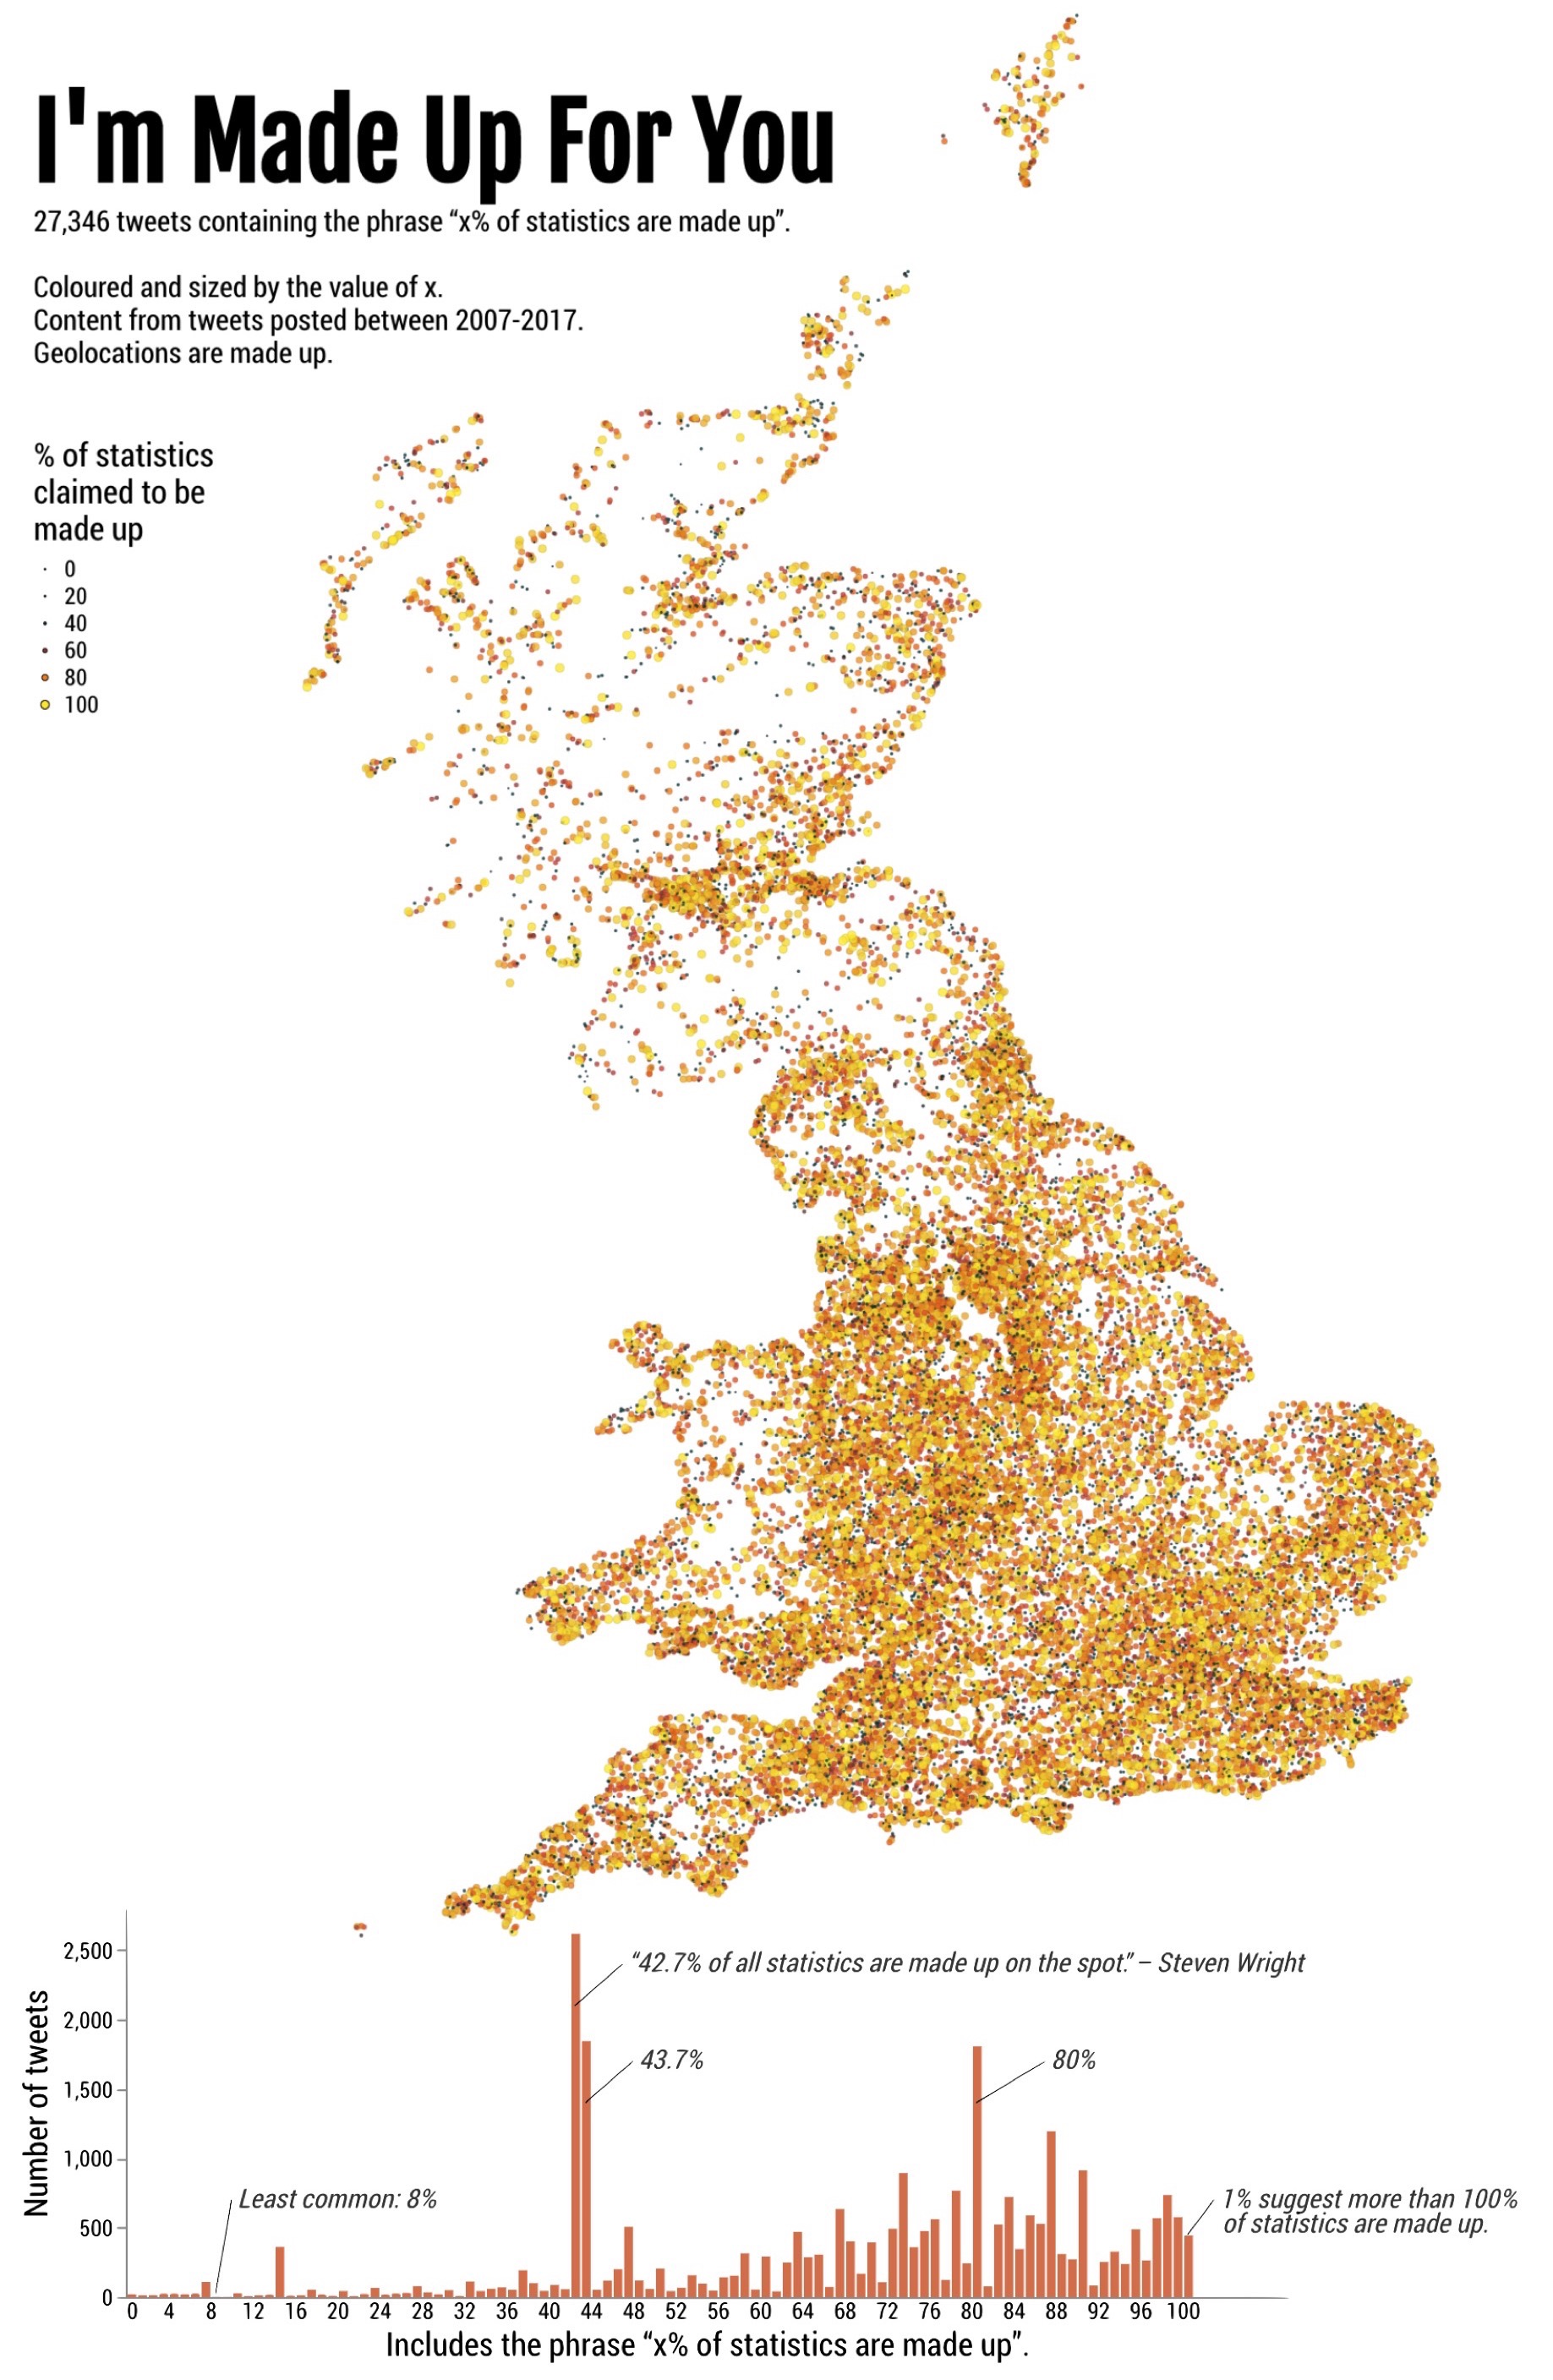 I'm Made Up For You
27,346 tweets containing the phrase “x% of statistics are made up”.
Coloured and sized by the value of x.
Content from tweets posted between 2007-2017.
Geolocations are made up.
% of statistics
claimed to be
made up
0
20
40
60
80
100
2,500
2,000
1,500
1,000
500
0
Number of tweets
“42.7% of all statistics are made up on the spot.” – Steven Wright
43.7%
80%
Least common: 8%
1% suggest more than 100%
of statistics are made up.
0 4 8 12 16 20 24 28 32 36 40 44 48 52 56 60 64 68 72 76 80 84 88 92 96 100
Includes the phrase “x% of statistics are made up”.